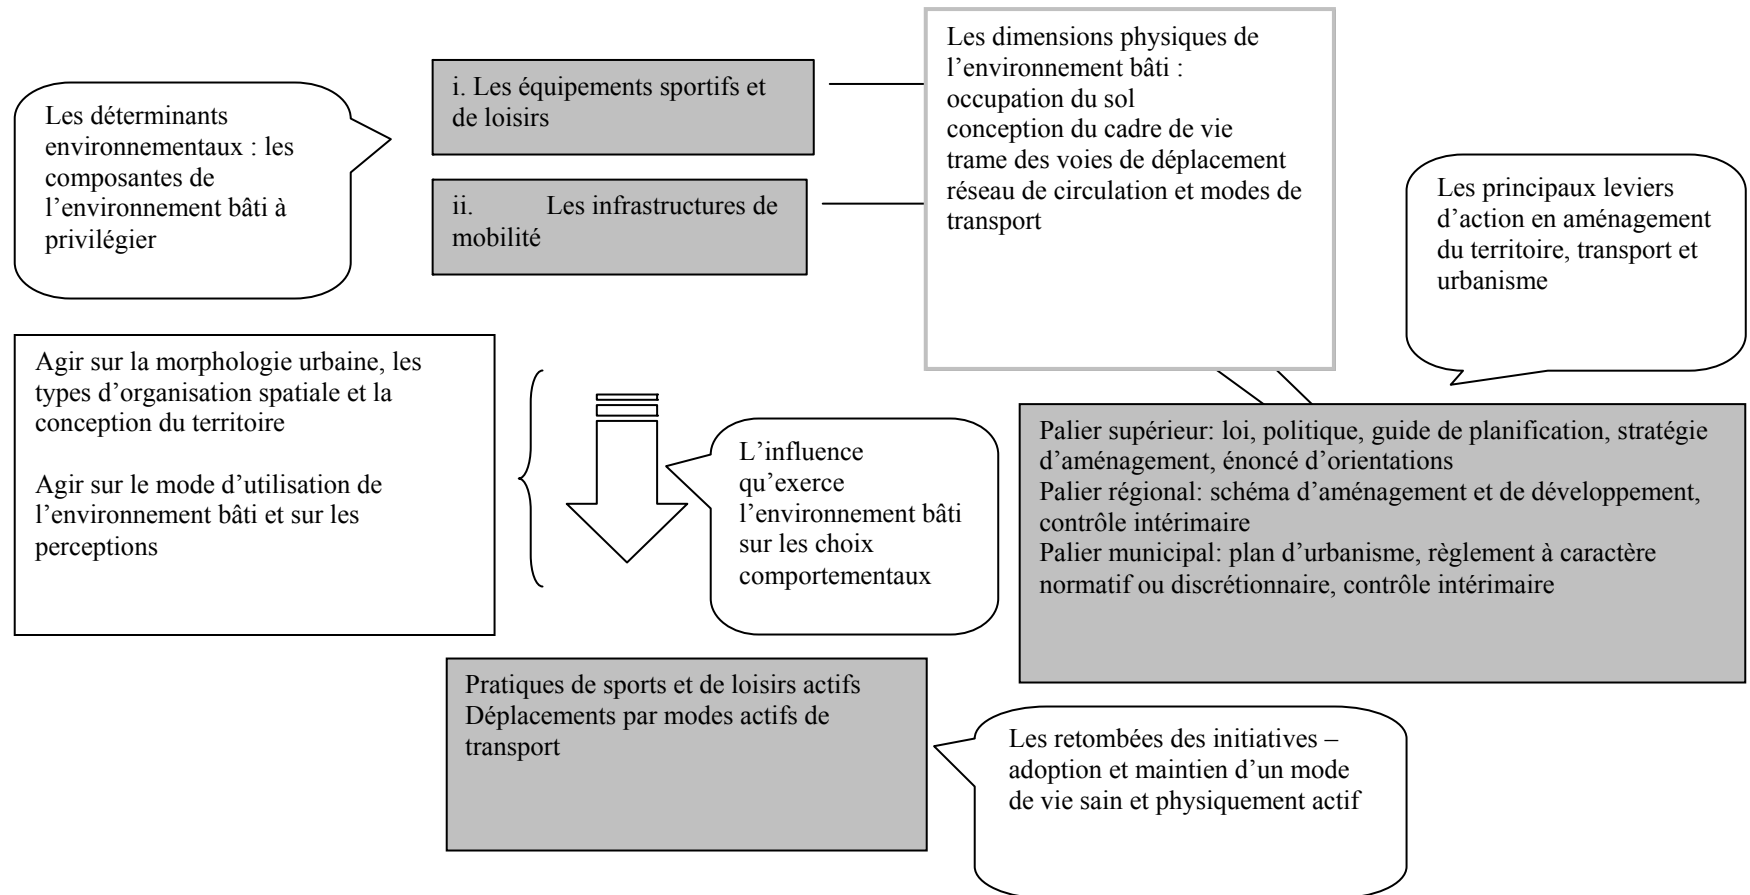 Les déterminants
environnementaux : les
composantes de
l’environnement bâti à
privilégier
i. Les équipements sportifs et
de loisirs
ii. Les infrastructures de
mobilité
Les dimensions physiques de
l’environnement bâti :
occupation du sol
conception du cadre de vie
trame des voies de déplacement
réseau de circulation et modes de
transport
Les principaux leviers
d’action en aménagement
du territoire, transport et
urbanisme
Agir sur la morphologie urbaine, les
types d’organisation spatiale et la
conception du territoire
Agir sur le mode d’utilisation de
l’environnement bâti et sur les
perceptions
L’influence
qu’exerce
l’environnement bâti
sur les choix
comportementaux
Palier supérieur: loi, politique, guide de planification, stratégie
d’aménagement, énoncé d’orientations
Palier régional: schéma d’aménagement et de développement,
contrôle intérimaire
Palier municipal: plan d’urbanisme, règlement à caractère
normatif ou discrétionnaire, contrôle intérimaire
Pratiques de sports et de loisirs actifs
Déplacements par modes actifs de
transport
Les retombées des initiatives –
adoption et maintien d’un mode
de vie sain et physiquement actif